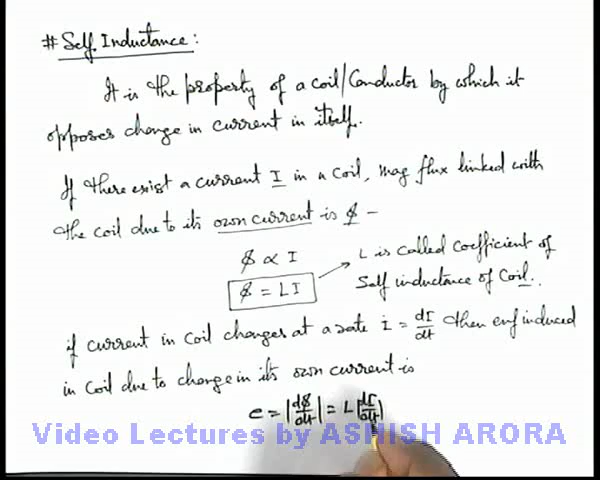 # Self Inductance :
It is the property of a coil/Conductor by which it
opposes change in current in itself.
If there exist a current I in a coil, mag flux linked with
the coil due to its own current is ϕ –
ϕ ∝ I
ϕ = LI
L is called coefficient of
Self inductance of Coil.
if current in coil changes at a rate i = dI/dt then emf induced
in coil due to change in its own current is
e = |dϕ/dt| = L|dI/dt|
Video Lectures by ASHISH ARORA